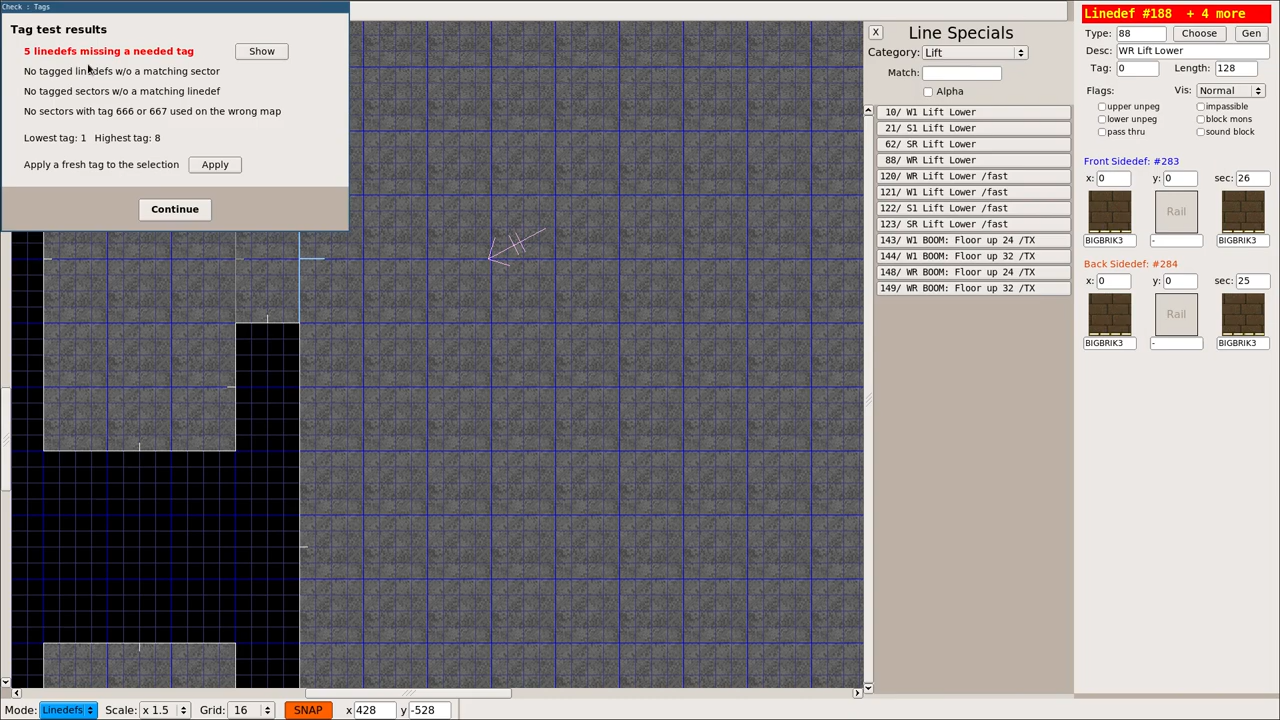 Check : Tags
Tag test results
5 linedefs missing a needed tag
Show
No tagged linedefs w/o a matching sector
No tagged sectors w/o a matching linedef
No sectors with tag 666 or 667 used on the wrong map
Lowest tag: 1 Highest tag: 8
Apply a fresh tag to the selection
Apply
Continue
X
Line Specials
Category: Lift
Match:
Alpha
10/ W1 Lift Lower
21/ S1 Lift Lower
62/ SR Lift Lower
88/ WR Lift Lower
120/ WR Lift Lower /fast
121/ W1 Lift Lower /fast
122/ S1 Lift Lower /fast
123/ SR Lift Lower /fast
143/ W1 BOOM: Floor up 24 /TX
144/ W1 BOOM: Floor up 32 /TX
148/ WR BOOM: Floor up 24 /TX
149/ WR BOOM: Floor up 32 /TX
Linedef #188 + 4 more
Type: 88 Choose Gen
Desc: WR Lift Lower
Tag: 0 Length: 128
Flags: Vis: Normal
upper unpeg impassible
lower unpeg block mons
pass thru sound block
Front Sidedef: #283
x: 0 y: 0 sec: 26
Rail
BIGBRIK3 - BIGBRIK3
Back Sidedef: #284
x: 0 y: 0 sec: 25
Rail
BIGBRIK3 - BIGBRIK3
Mode: Linedefs Scale: x 1.5 Grid: 16 SNAP x 428 y -528